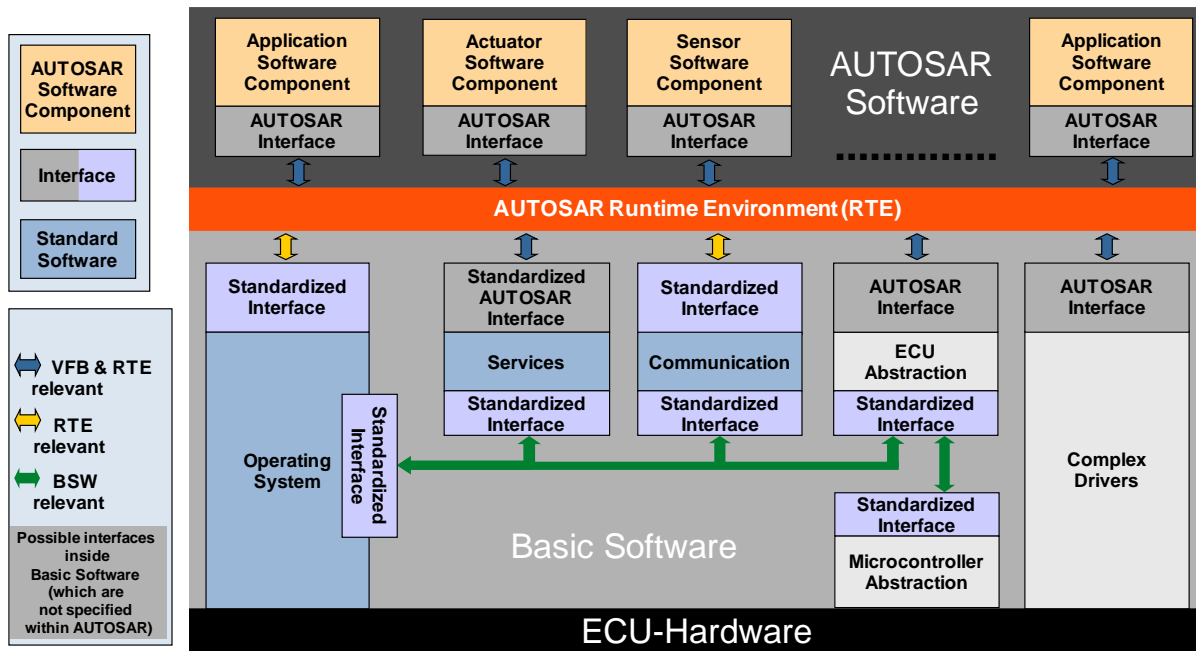 AUTOSAR
Software
Component
Interface
Standard
Software
VFB & RTE
relevant
RTE
relevant
BSW
relevant
Possible interfaces
inside
Basic Software
(which are
not specified
within AUTOSAR)
Application
Software
Component
AUTOSAR
Interface
Actuator
Software
Component
AUTOSAR
Interface
Sensor
Software
Component
AUTOSAR
Interface
AUTOSAR
Software
..............
Application
Software
Component
AUTOSAR
Interface
AUTOSAR Runtime Environment (RTE)
Standardized
Interface
Operating
System
Standardized
Interface
Standardized
AUTOSAR
Interface
Services
Standardized
Interface
Standardized
Interface
Communication
Standardized
Interface
AUTOSAR
Interface
ECU
Abstraction
Standardized
Interface
Standardized
Interface
Microcontroller
Abstraction
AUTOSAR
Interface
Complex
Drivers
Basic Software
ECU-Hardware